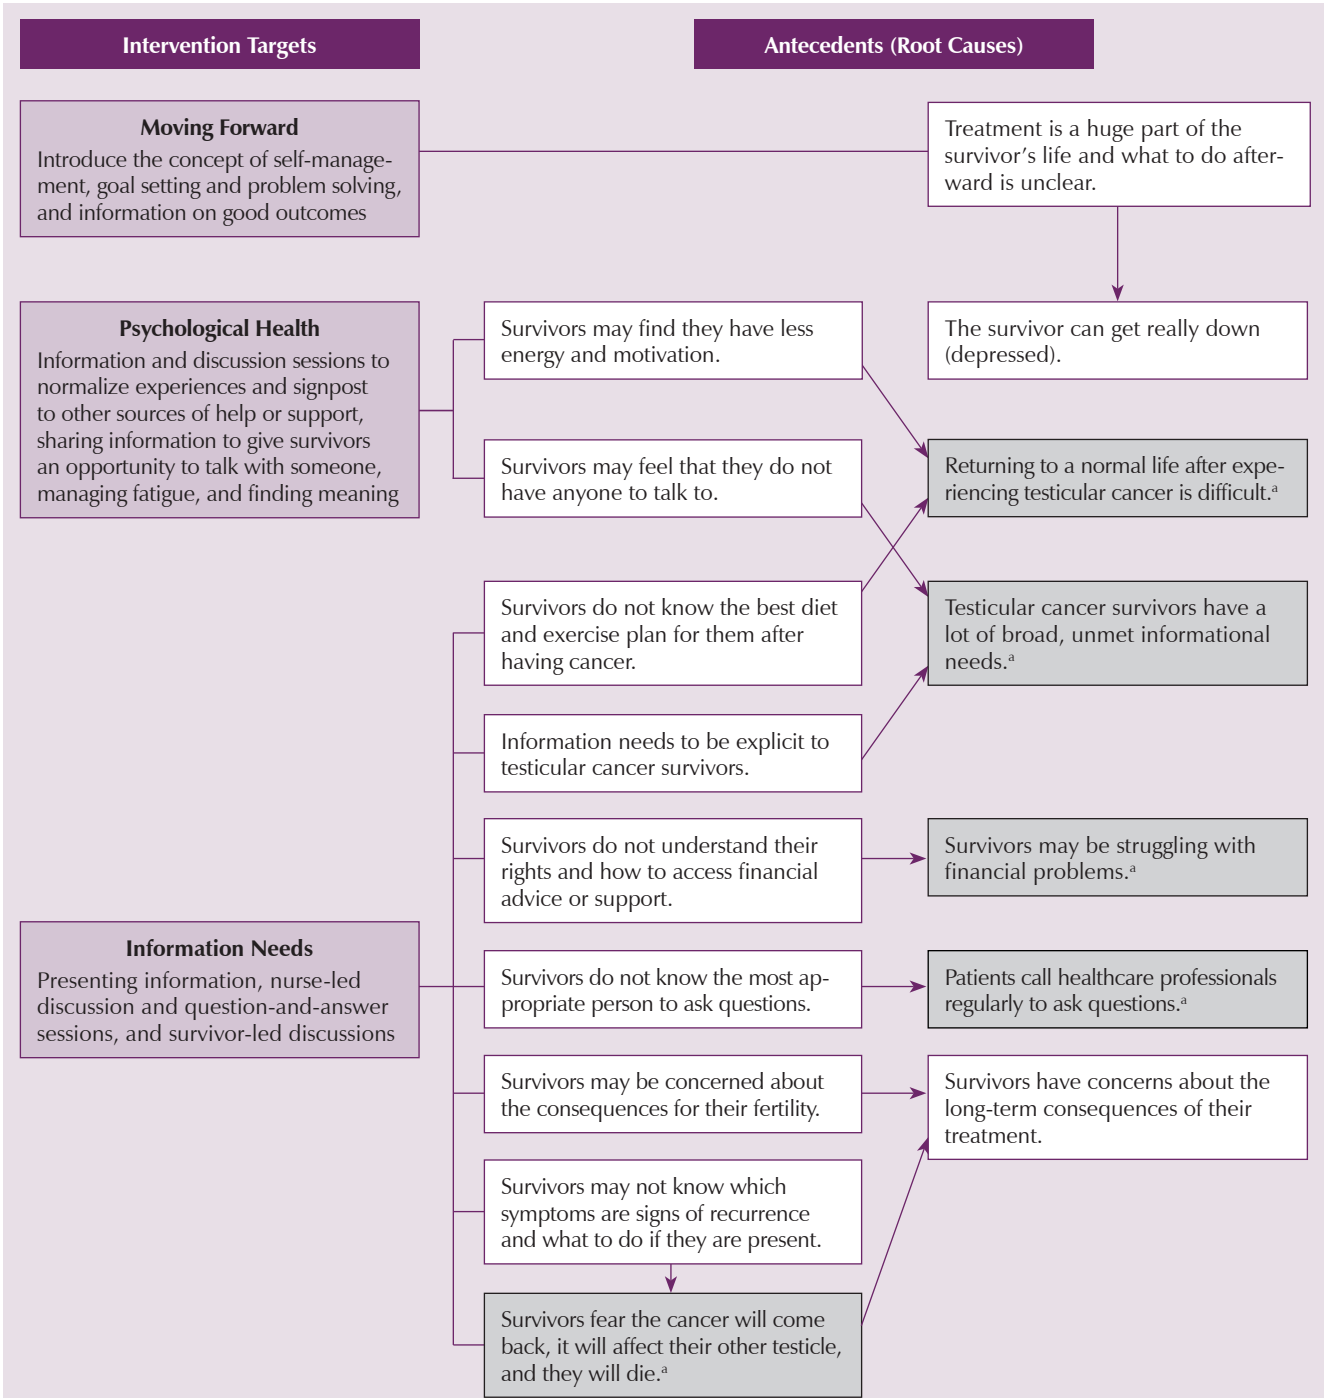 Intervention Targets
Antecedents (Root Causes)
Moving Forward
Introduce the concept of self-manage-
ment, goal setting and problem solving,
and information on good outcomes
Treatment is a huge part of the
survivor’s life and what to do after-
ward is unclear.
Psychological Health
Information and discussion sessions to
normalize experiences and signpost
to other sources of help or support,
sharing information to give survivors
an opportunity to talk with someone,
managing fatigue, and finding meaning
Survivors may find they have less
energy and motivation.
The survivor can get really down
(depressed).
Survivors may feel that they do not
have anyone to talk to.
Returning to a normal life after expe-
riencing testicular cancer is difficult.ᵃ
Survivors do not know the best diet
and exercise plan for them after
having cancer.
Testicular cancer survivors have a
lot of broad, unmet informational
needs.ᵃ
Information needs to be explicit to
testicular cancer survivors.
Survivors do not understand their
rights and how to access financial
advice or support.
Survivors may be struggling with
financial problems.ᵃ
Information Needs
Presenting information, nurse-led
discussion and question-and-answer
sessions, and survivor-led discussions
Survivors do not know the most ap-
propriate person to ask questions.
Patients call healthcare professionals
regularly to ask questions.ᵃ
Survivors may be concerned about
the consequences for their fertility.
Survivors have concerns about the
long-term consequences of their
treatment.
Survivors may not know which
symptoms are signs of recurrence
and what to do if they are present.
Survivors fear the cancer will come
back, it will affect their other testicle,
and they will die.ᵃ